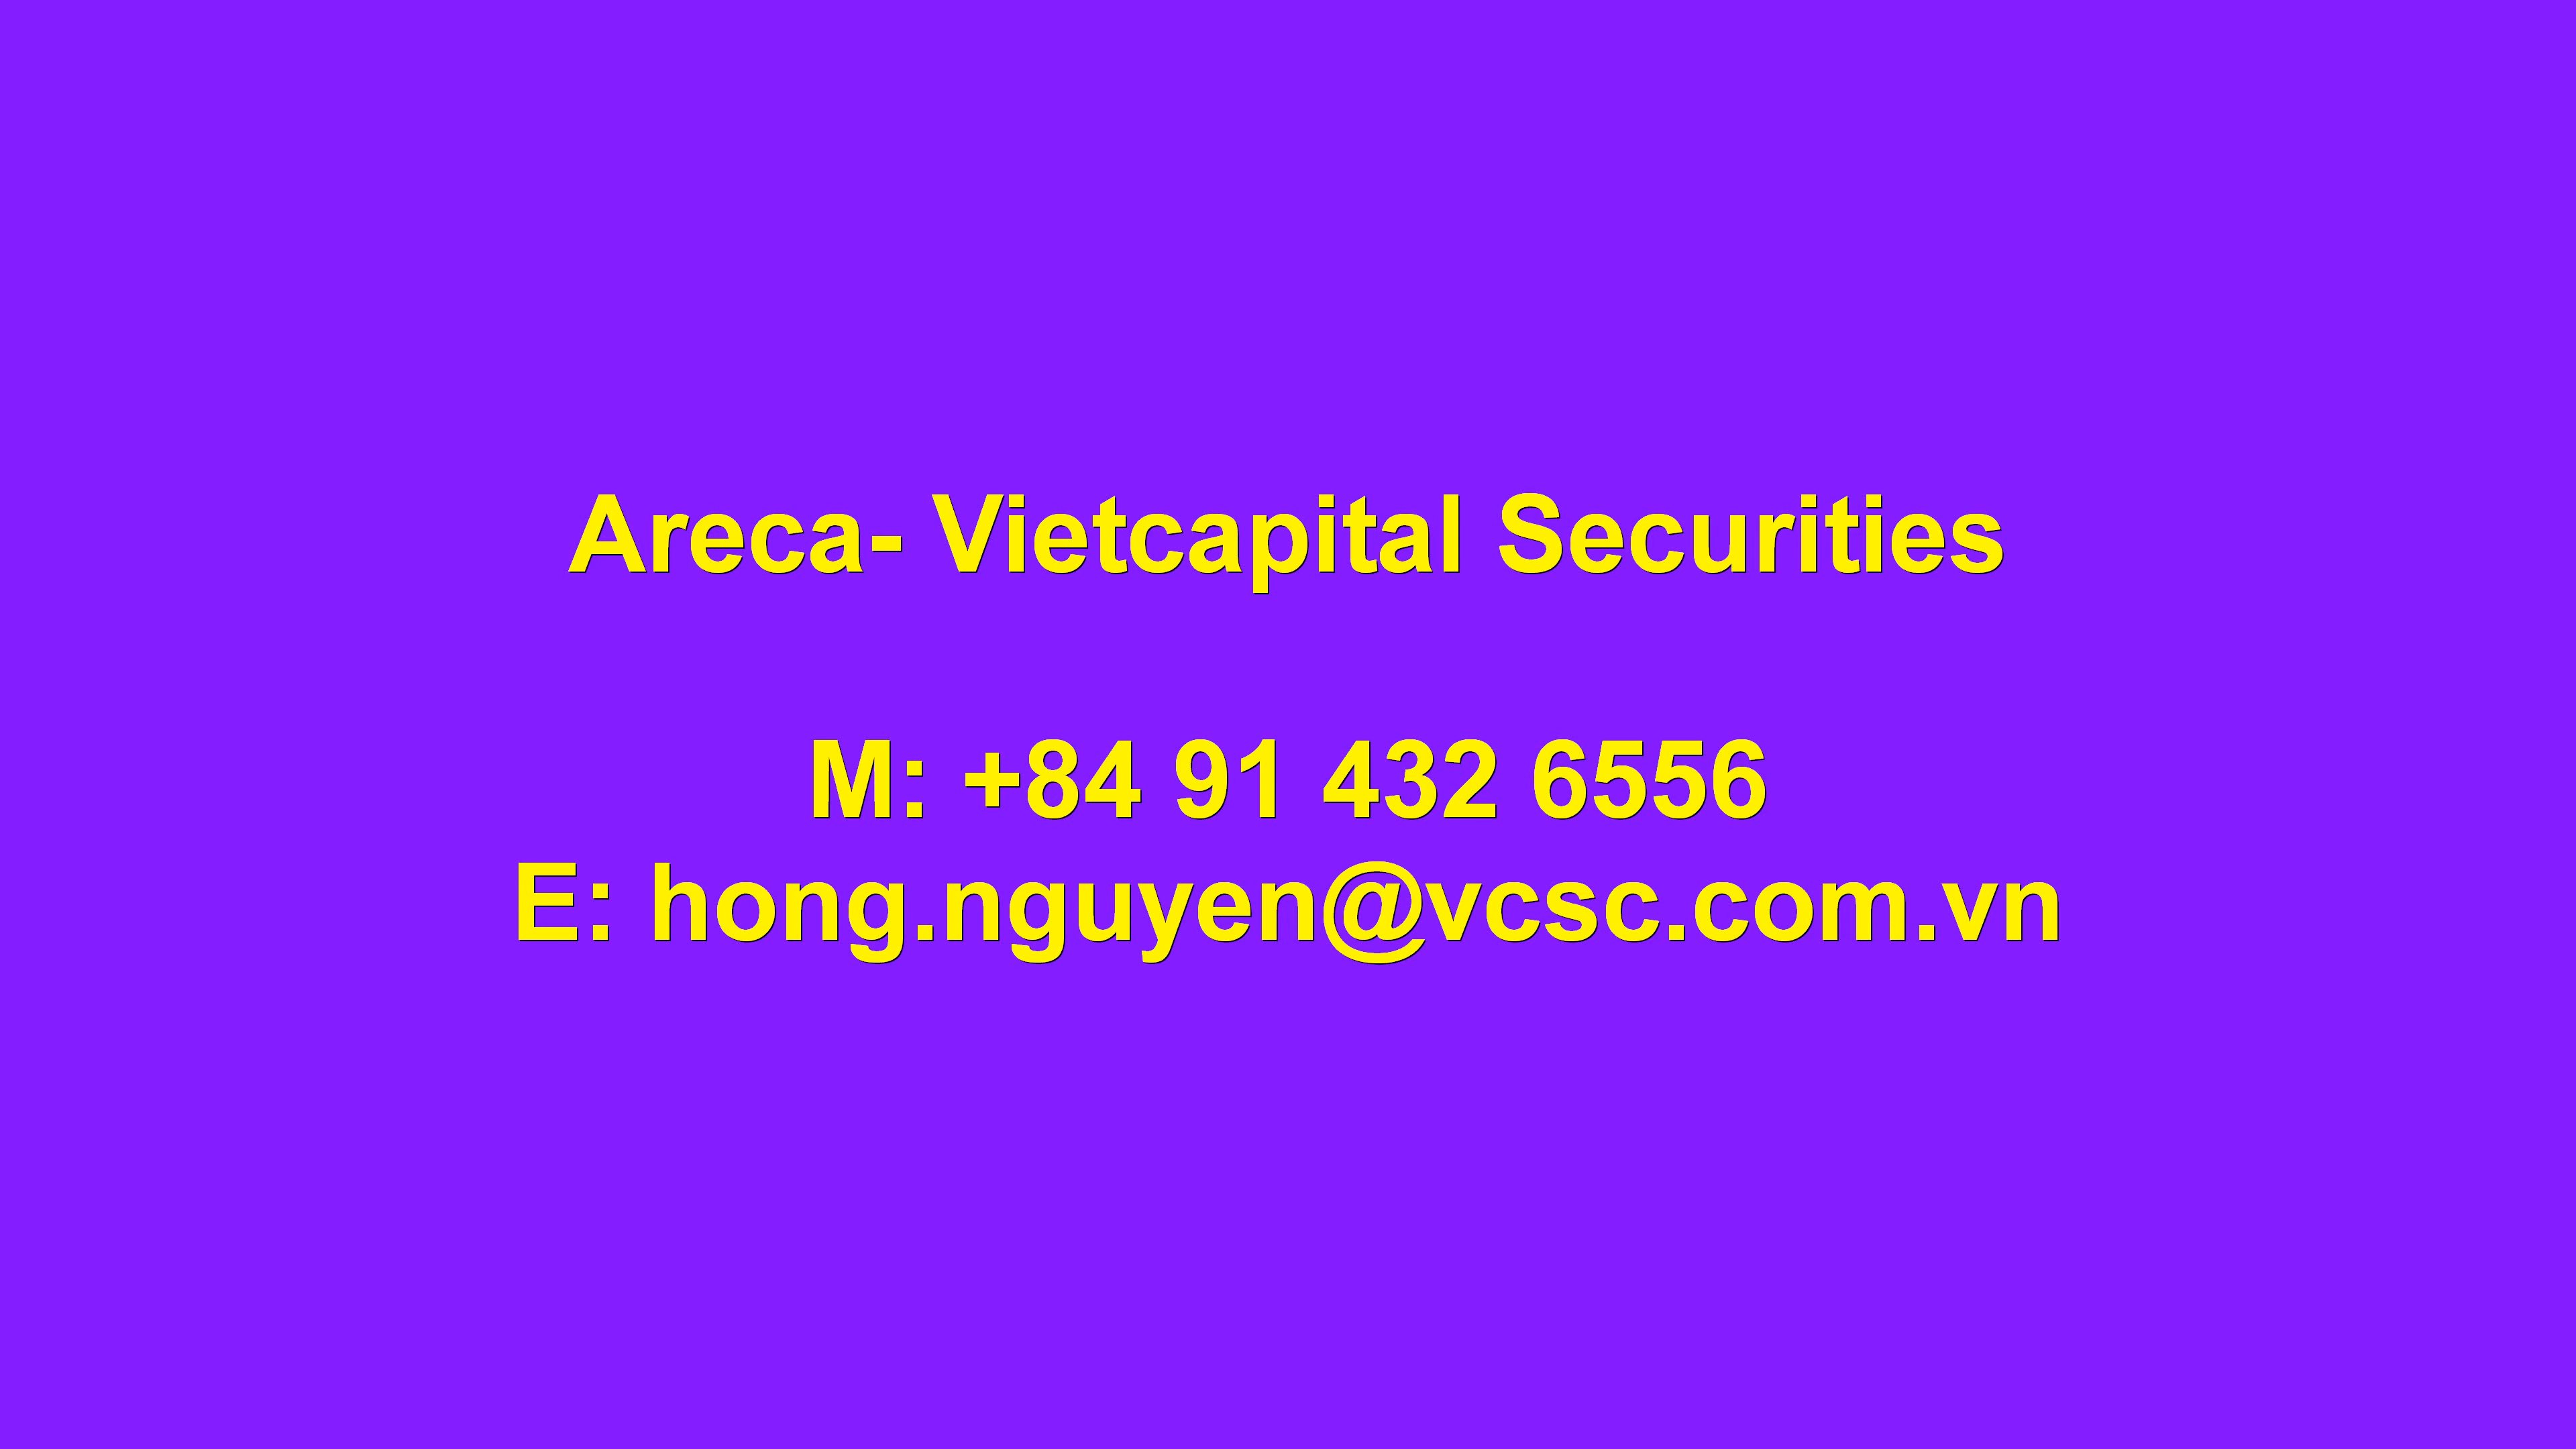 Areca- Vietcapital Securities
M: +84 91 432 6556
E: hong.nguyen@vcsc.com.vn